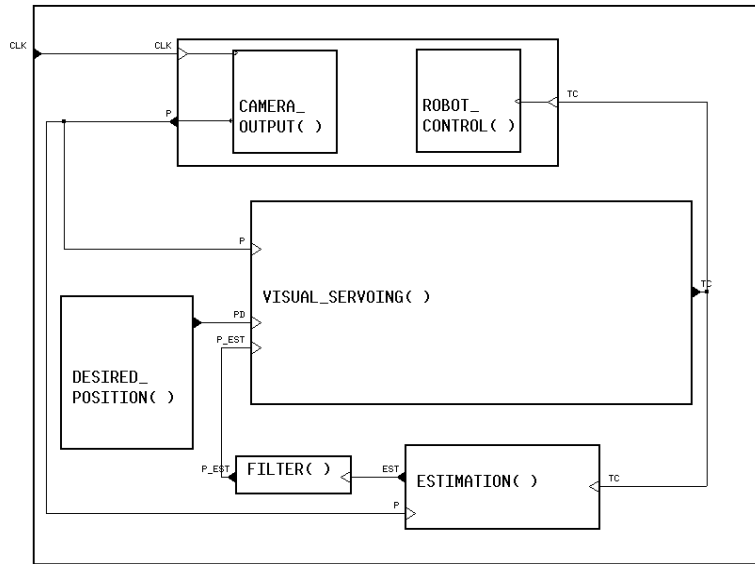 CLK
CLK
P
CAMERA_
OUTPUT( )
ROBOT_
CONTROL( )
TC
P
VISUAL_SERVOING( )
TC
PD
P_EST
DESIRED_
POSITION( )
P_EST
FILTER( )
EST
ESTIMATION( )
TC
P